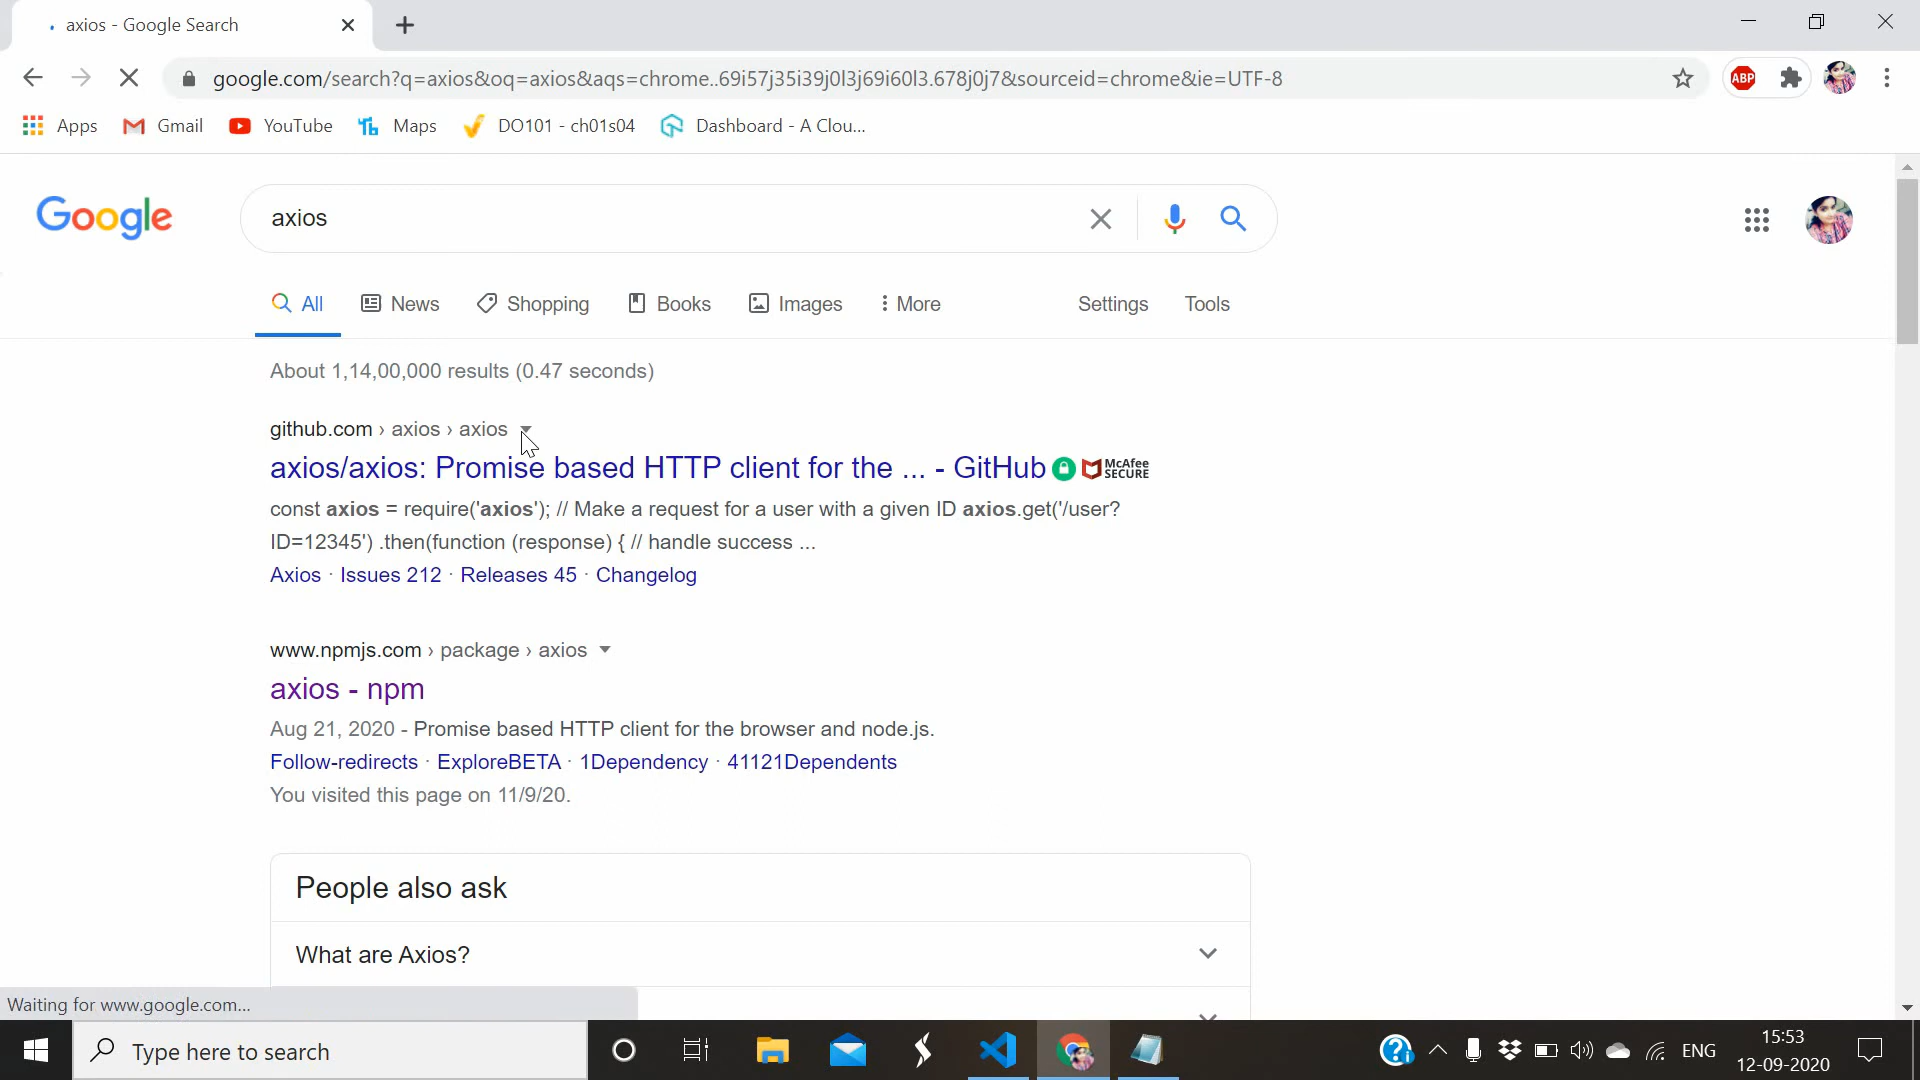 axios - Google Search
google.com/search?q=axios&oq=axios&aqs=chrome..69i57j35i39j0l3j69i60l3.678j0j7&sourceid=chrome&ie=UTF-8
ABP
Apps Gmail YouTube Maps DO101 - ch01s04 Dashboard - A Clou...
Google axios
All News Shopping Books Images More Settings Tools
About 1,14,00,000 results (0.47 seconds)
github.com › axios › axios
axios/axios: Promise based HTTP client for the ... - GitHub McAfee SECURE
const axios = require('axios'); // Make a request for a user with a given ID axios.get('/user?
ID=12345') .then(function (response) { // handle success ...
Axios · Issues 212 · Releases 45 · Changelog
www.npmjs.com › package › axios
axios - npm
Aug 21, 2020 - Promise based HTTP client for the browser and node.js.
Follow-redirects · ExploreBETA · 1Dependency · 41121Dependents
You visited this page on 11/9/20.
People also ask
What are Axios?
Waiting for www.google.com...
Type here to search
ENG
15:53
12-09-2020